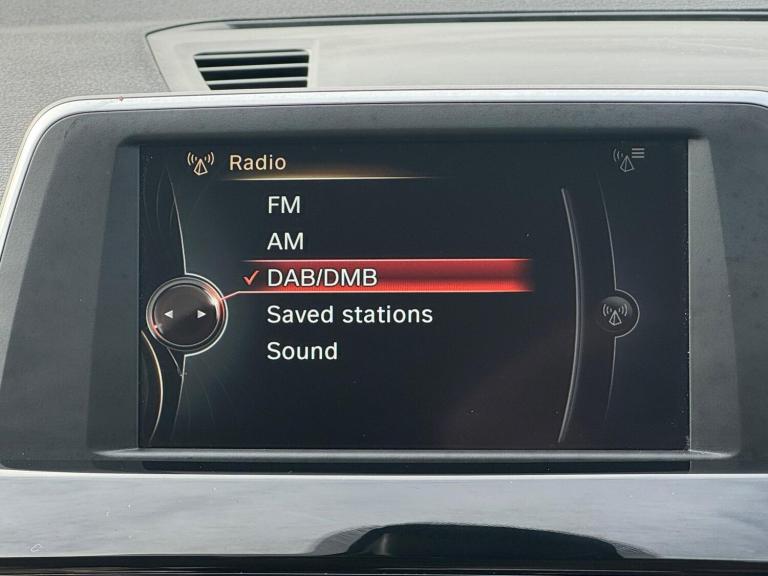 Radio
FM
AM
DAB/DMB
Saved stations
Sound